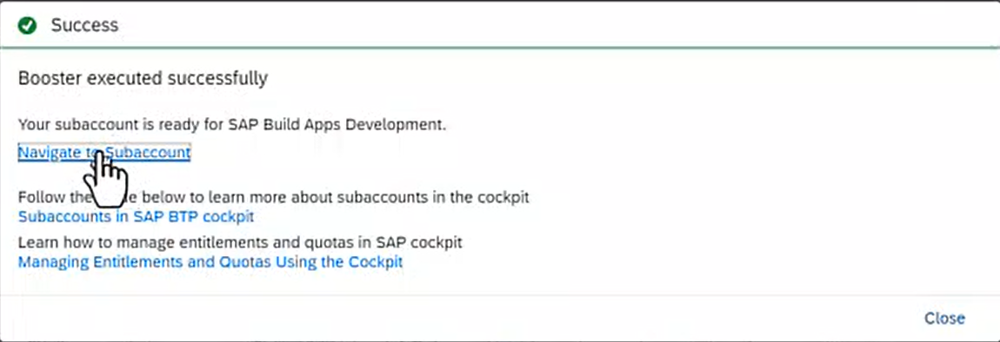 Success
Booster executed successfully
Your subaccount is ready for SAP Build Apps Development.
Navigate to Subaccount
Follow the below to learn more about subaccounts in the cockpit
Subaccounts in SAP BTP cockpit
Learn how to manage entitlements and quotas in SAP cockpit
Managing Entitlements and Quotas Using the Cockpit
Close